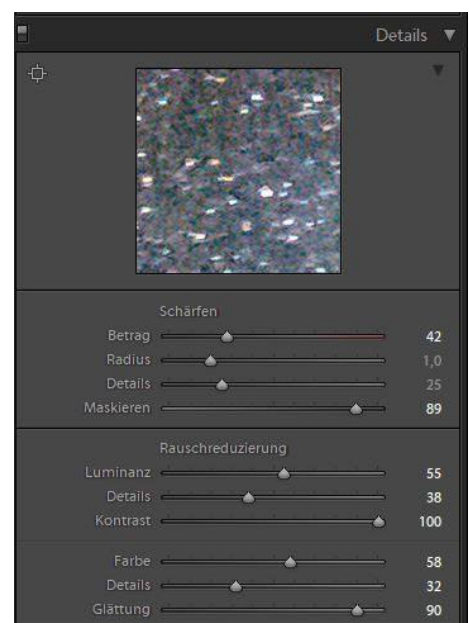 Details
Schärfen
Betrag 42
Radius 1,0
Details 25
Maskieren 89
Rauschreduzierung
Luminanz 55
Details 38
Kontrast 100
Farbe 58
Details 32
Glättung 90